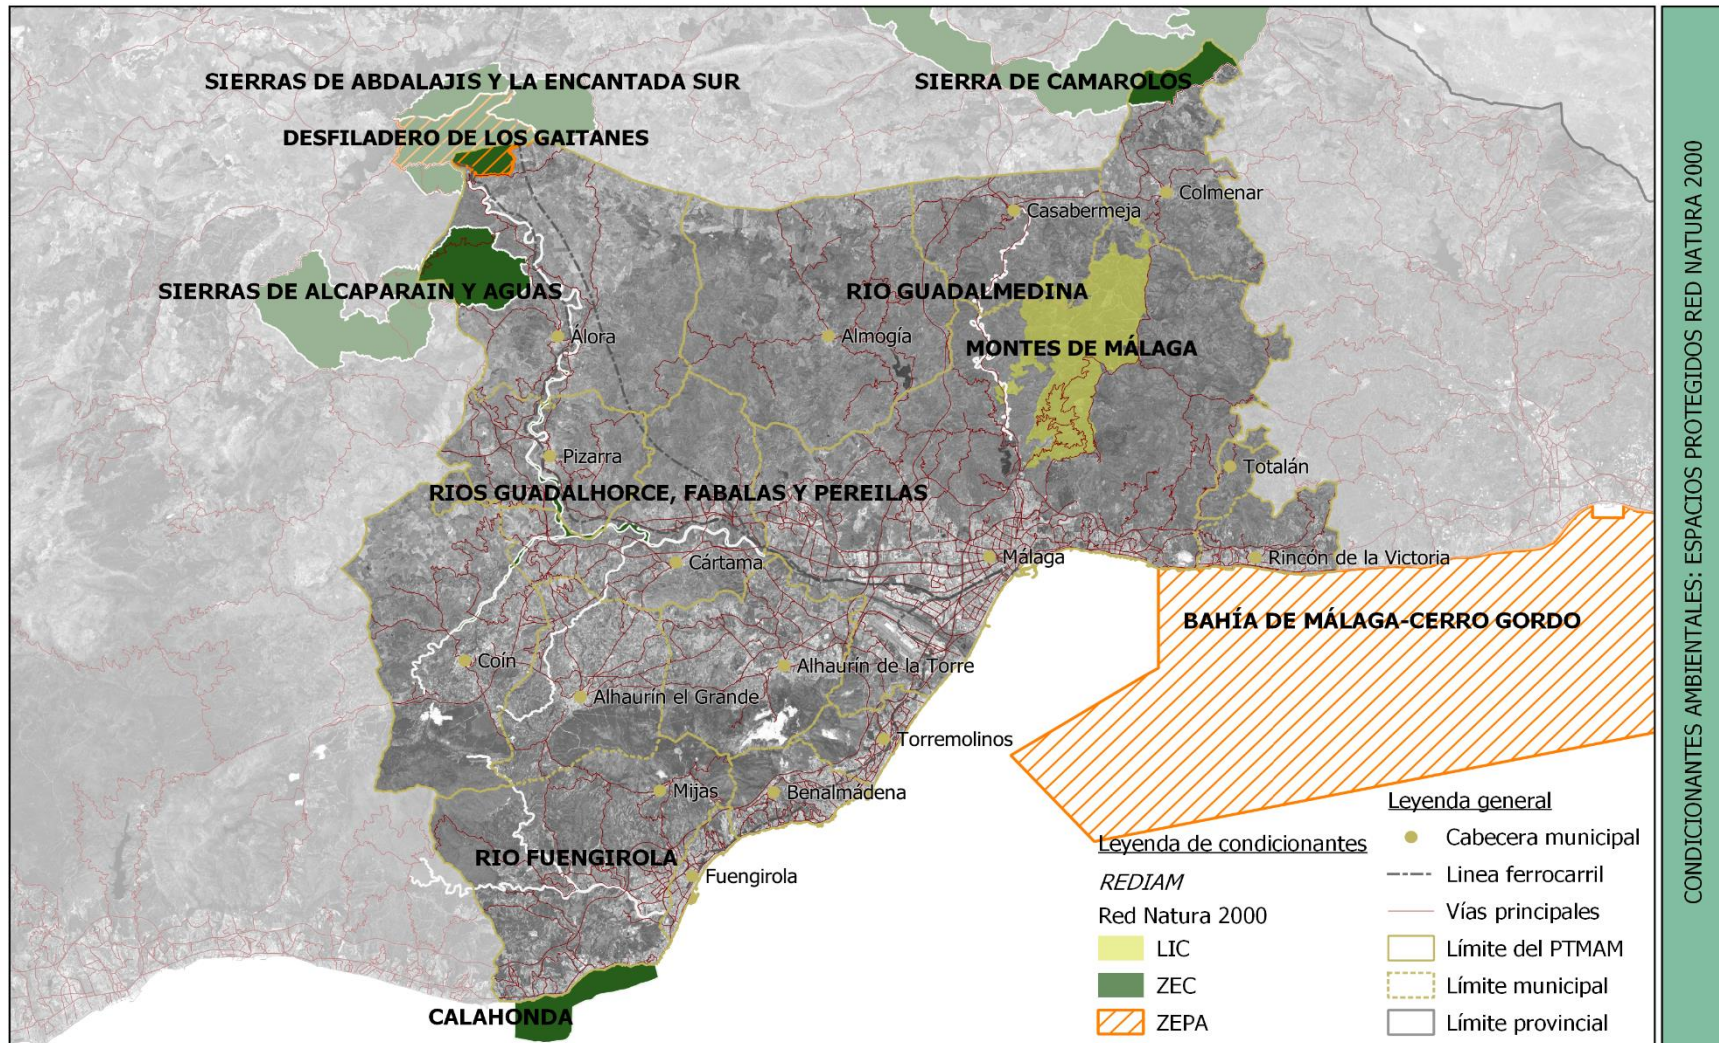 SIERRAS DE ABDALAJIS Y LA ENCANTADA SUR
SIERRA DE CAMAROLOS
DESFILADERO DE LOS GAITANES
Colmenar
Casabermeja
SIERRAS DE ALCAPARAIN Y AGUAS
RIO GUADALMEDINA
Álora
Almogía
MONTES DE MÁLAGA
Pizarra
Totalán
RIOS GUADALHORCE, FABALAS Y PEREILAS
Cártama
Málaga
Rincón de la Victoria
BAHÍA DE MÁLAGA-CERRO GORDO
Coín
Alhaurín de la Torre
Alhaurín el Grande
Torremolinos
Mijas
Benalmádena
RIO FUENGIROLA
Fuengirola
CALAHONDA
Leyenda de condicionantes
REDIAM
Red Natura 2000
LIC
ZEC
ZEPA
Leyenda general
Cabecera municipal
Linea ferrocarril
Vías principales
Límite del PTMAM
Límite municipal
Límite provincial
CONDICIONANTES AMBIENTALES: ESPACIOS PROTEGIDOS RED NATURA 2000